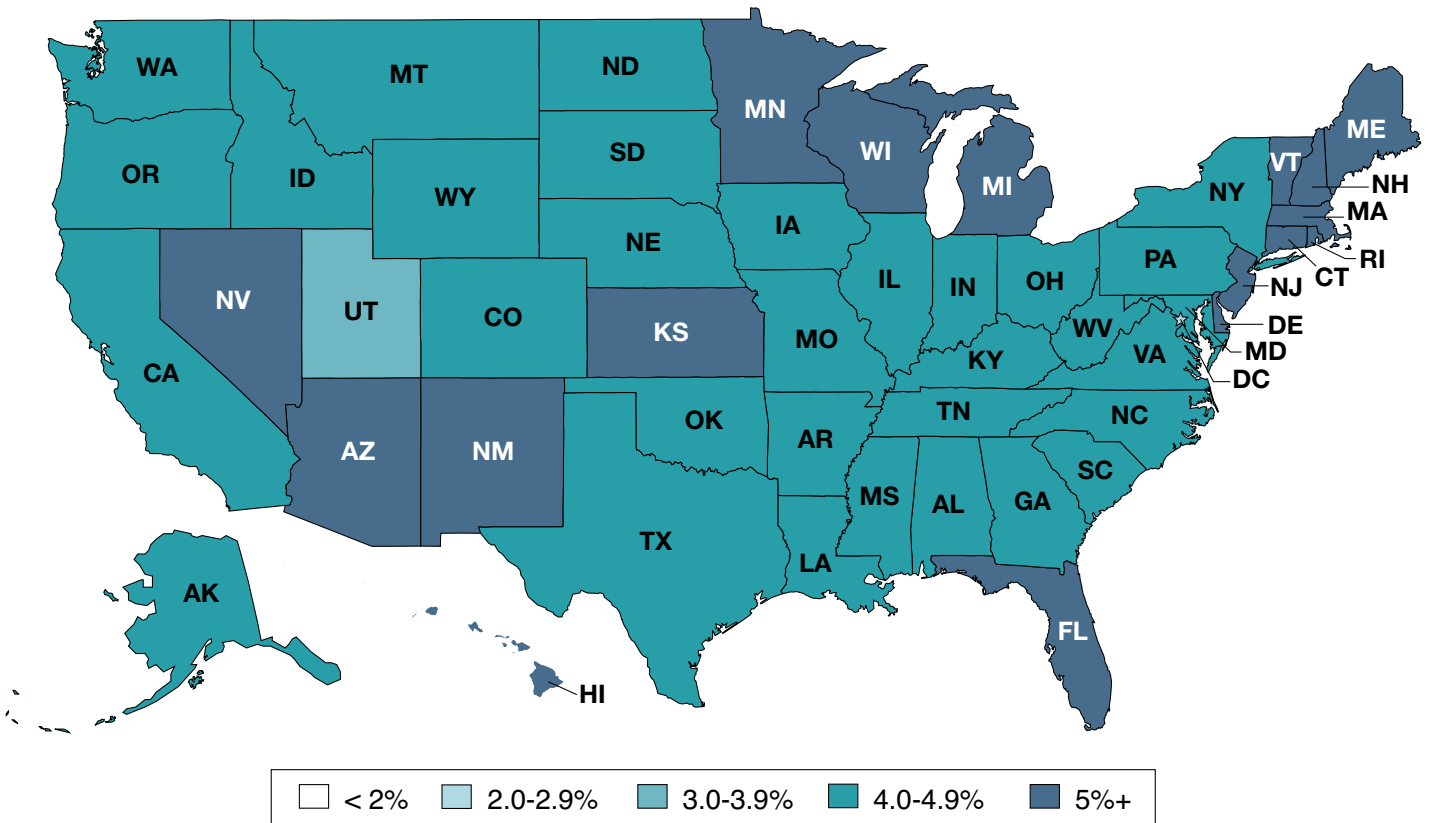 WA
MT
ND
MN
ME
VT
WI
SD
OR
ID
MI
NH
NY
WY
MA
IA
NE
PA
RI
IL
IN
OH
CT
NJ
NV
UT
CO
WV
DE
KS
MO
MD
VA
KY
CA
DC
TN
NC
OK
AR
AZ
NM
SC
MS
AL
GA
TX
LA
AK
FL
HI
< 2%
2.0-2.9%
3.0-3.9%
4.0-4.9%
5%+